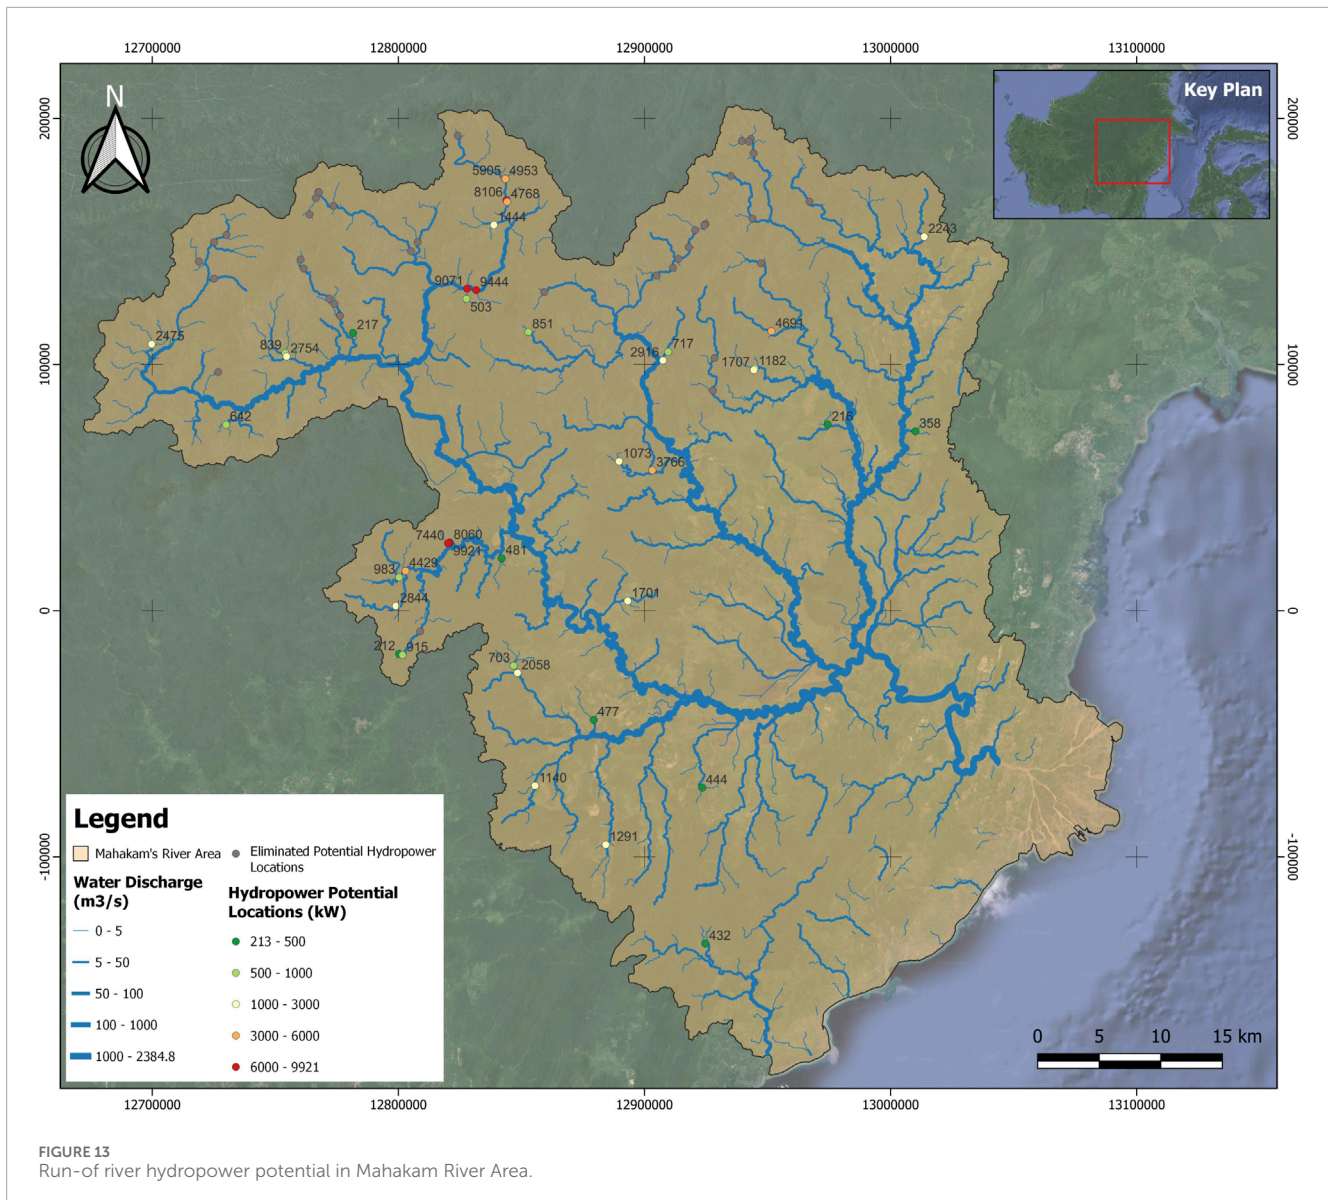 12700000 12800000 12900000 13000000 13100000
N
Key Plan
200000
200000
5905 4953
8106 4768
1444
2243
9071 9444
503
217
851
4691
2475
839 2754
717
2916
1707 1182
100000
100000
642
216
358
1073
3766
7440 8060
9921
481
983 4429
2844
1701
0
0
212 915
703 2058
477
1140
444
1291
-100000
-100000
432
Legend
Mahakam's River Area
Eliminated Potential Hydropower
Locations
Water Discharge
(m3/s)
0 - 5
5 - 50
50 - 100
100 - 1000
1000 - 2384.8
Hydropower Potential
Locations (kW)
213 - 500
500 - 1000
1000 - 3000
3000 - 6000
6000 - 9921
0 5 10 15 km
12700000 12800000 12900000 13000000 13100000
FIGURE 13
Run-of river hydropower potential in Mahakam River Area.